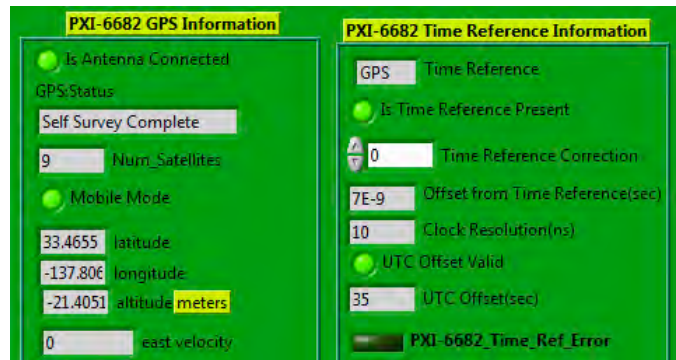 PXI-6682 GPS Information
Is Antenna Connected
GPS:Status
Self Survey Complete
9 Num_Satellites
Mobile Mode
33.4655 latitude
-137.806 longitude
-21.4051 altitude meters
0 east velocity
PXI-6682 Time Reference Information
GPS Time Reference
Is Time Reference Present
0 Time Reference Correction
7E-9 Offset from Time Reference(sec)
10 Clock Resolution(ns)
UTC Offset Valid
35 UTC Offset(sec)
PXI-6682_Time_Ref_Error